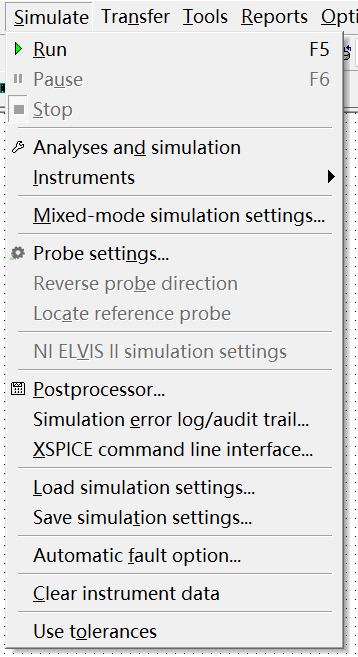 Simulate Transfer Tools Reports Opti
Run F5
Pause F6
Stop
Analyses and simulation
Instruments
Mixed-mode simulation settings...
Probe settings...
Reverse probe direction
Locate reference probe
NI ELVIS II simulation settings
Postprocessor...
Simulation error log/audit trail...
XSPICE command line interface...
Load simulation settings...
Save simulation settings...
Automatic fault option...
Clear instrument data
Use tolerances